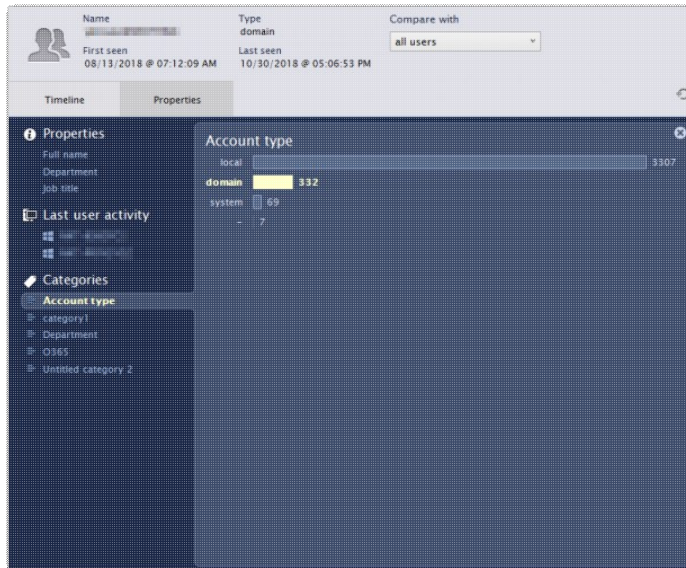 Name
Type
Compare with
domain
all users
First seen
Last seen
08/13/2018 @ 07:12:09 AM
10/30/2018 @ 05:06:53 PM
Timeline
Properties
Properties
Full name
Department
Job title
Last user activity
Categories
Account type
category1
Department
O365
Untitled category 2
Account type
local 3307
domain 332
system 69
- 7